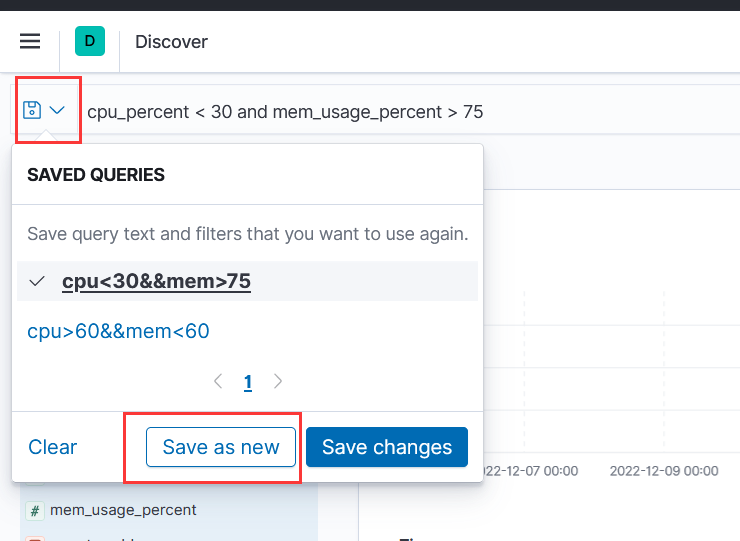 D
Discover
cpu_percent < 30 and mem_usage_percent > 75
SAVED QUERIES
Save query text and filters that you want to use again.
cpu<30&&mem>75
cpu>60&&mem<60
1
Clear
Save as new
Save changes
22-12-07 00:00
2022-12-09 00:00
# mem_usage_percent